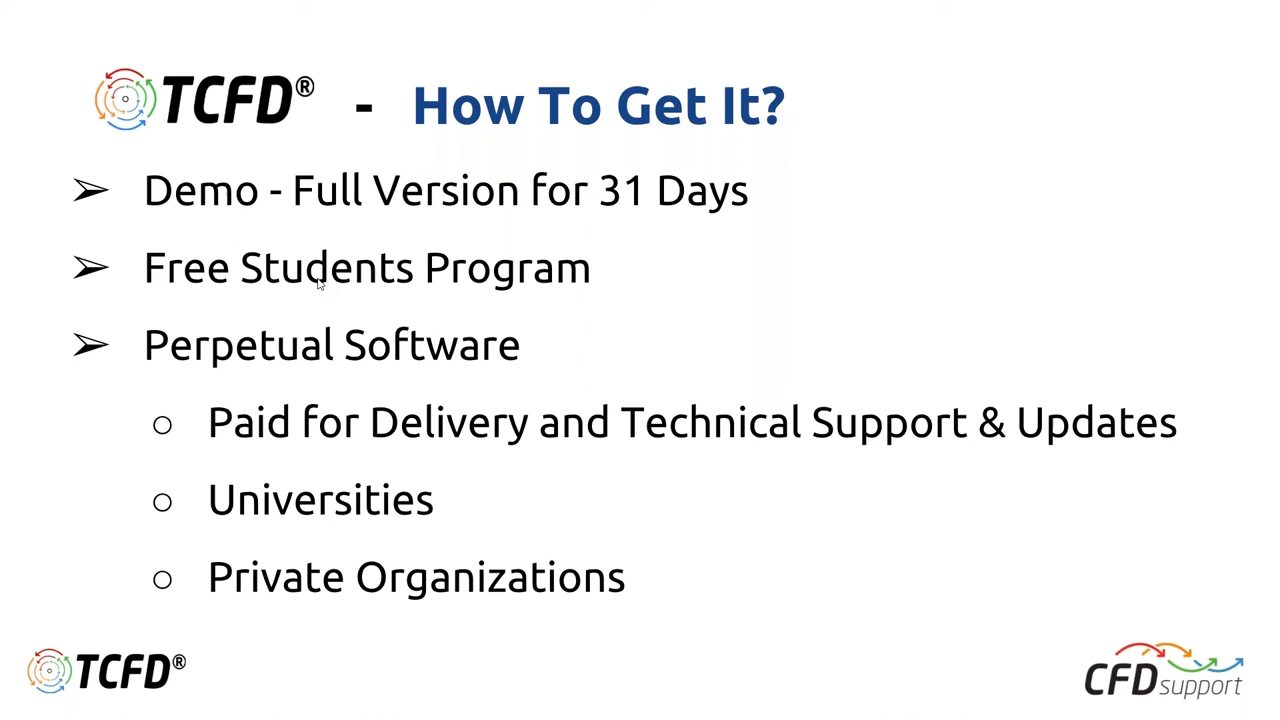 TCFD® - How To Get It?
➢ Demo - Full Version for 31 Days
➢ Free Students Program
➢ Perpetual Software
○ Paid for Delivery and Technical Support & Updates
○ Universities
○ Private Organizations
TCFD®
CFD support